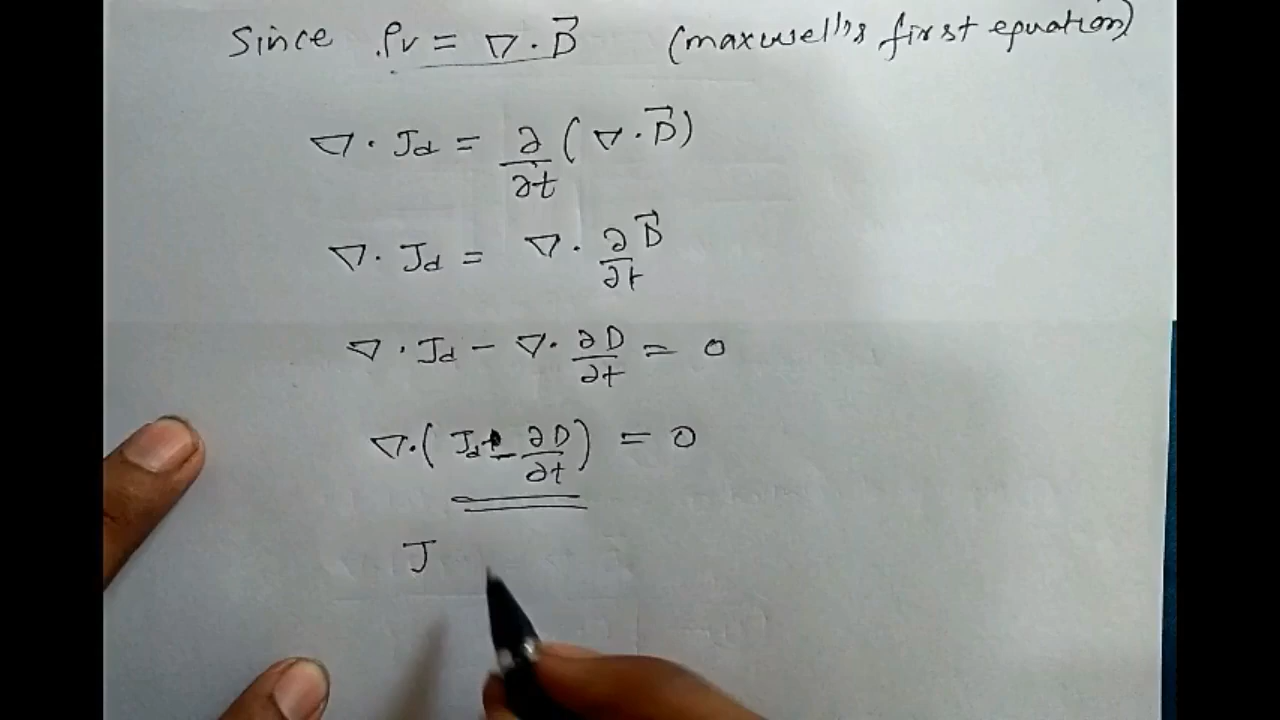 Since ρv = ∇ · D⃗ (maxwell's first equation)
∇ · Jd = ∂/∂t (∇ · D⃗)
∇ · Jd = ∇ · ∂D⃗/∂t
∇ · Jd − ∇ · ∂D/∂t = 0
∇ · (Jd − ∂D/∂t) = 0
J